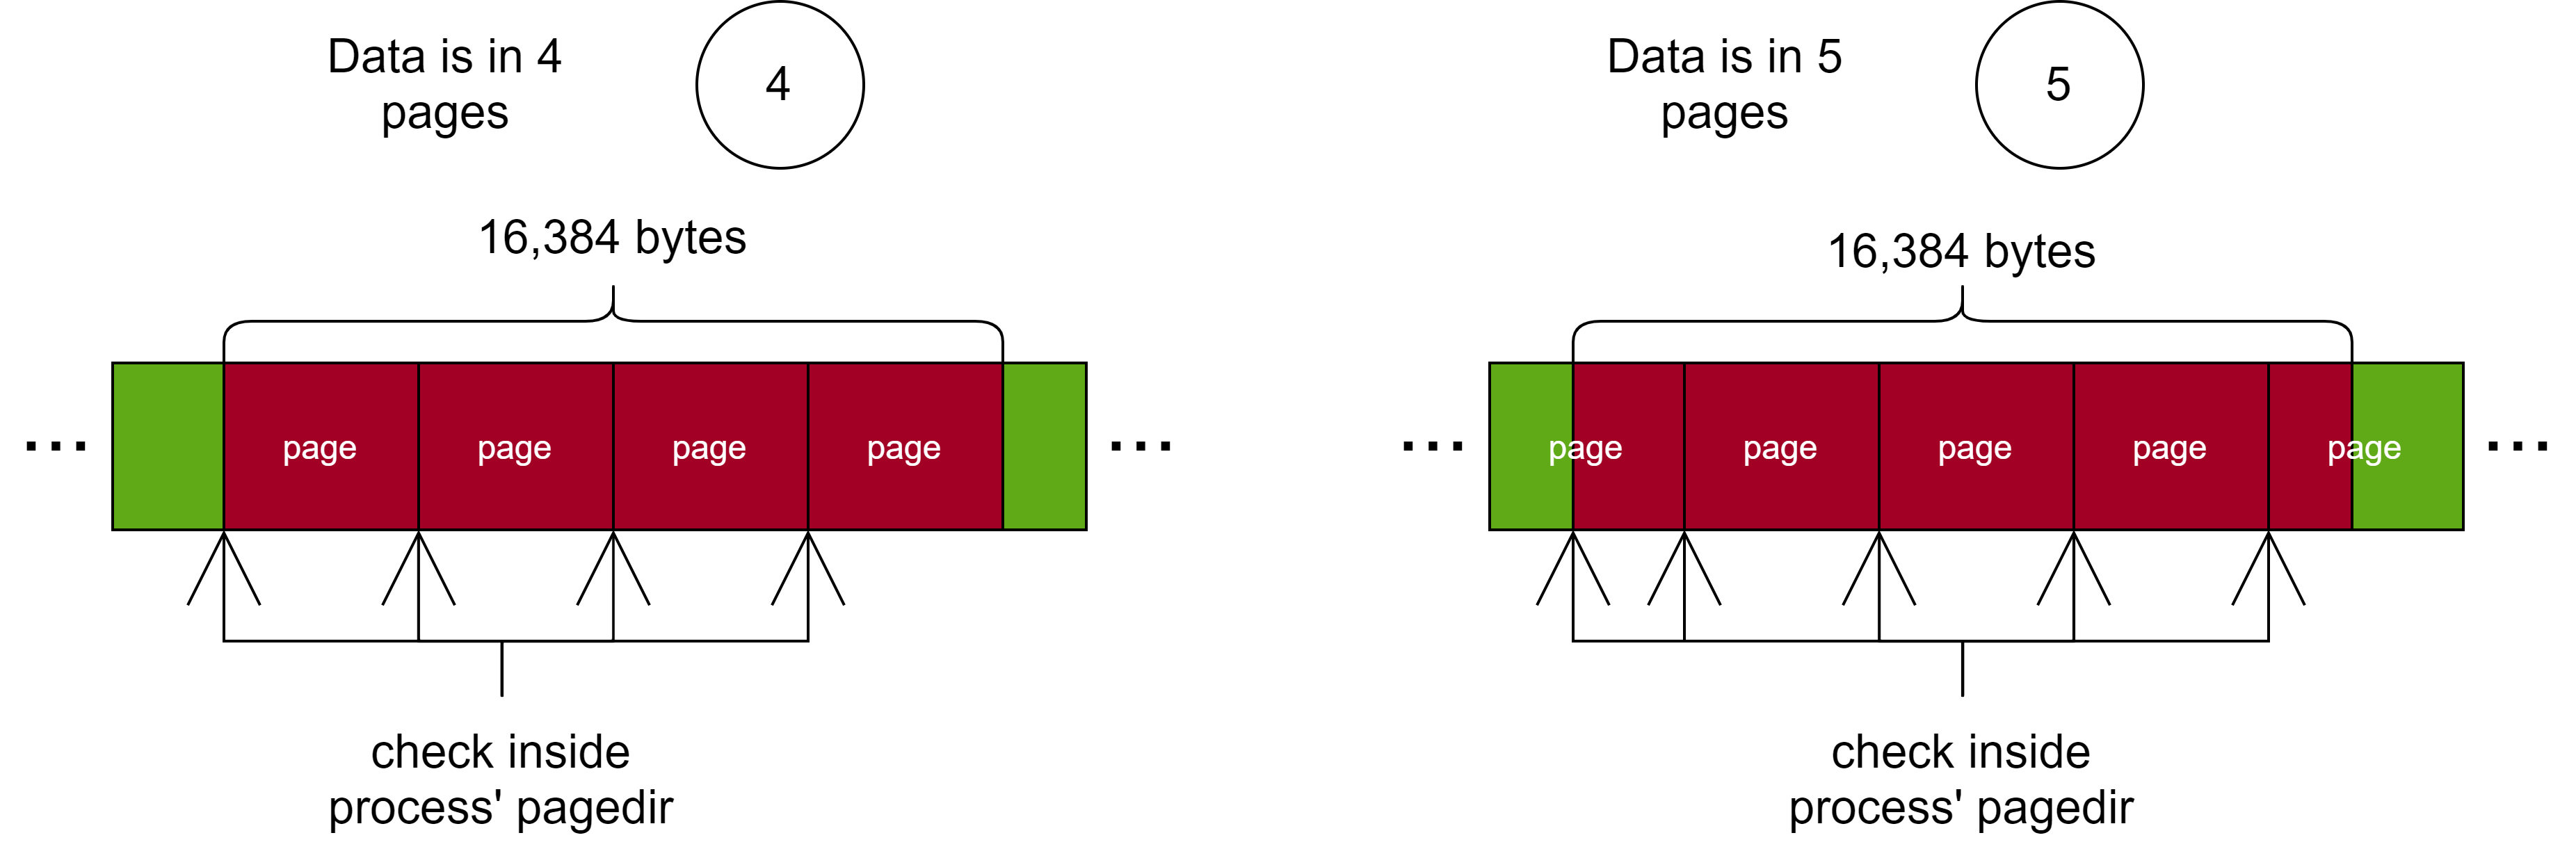 Data is in 4
pages
4
16,384 bytes
... page page page page ...
check inside
process' pagedir
Data is in 5
pages
5
16,384 bytes
... page page page page page ...
check inside
process' pagedir